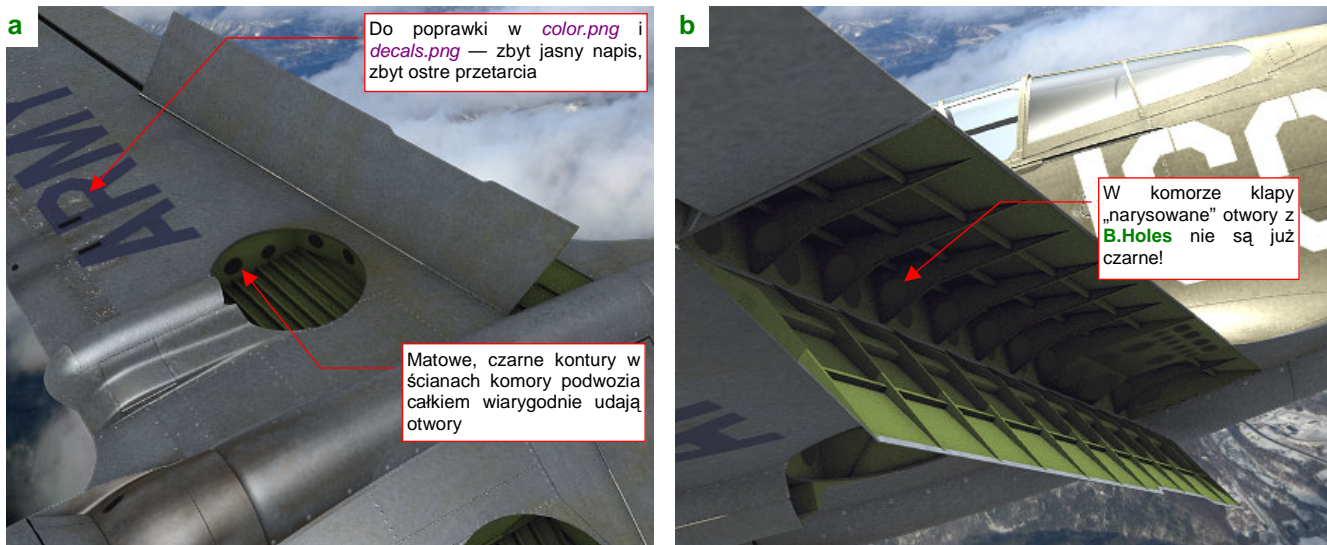 a
Do poprawki w color.png i
decals.png — zbyt jasny napis,
zbyt ostre przetarcia
ARMY
Matowe, czarne kontury w
ścianach komory podwozia
całkiem wiarygodnie udają
otwory
b
W komorze klapy
„narysowane” otwory z
B.Holes nie są już
czarne!